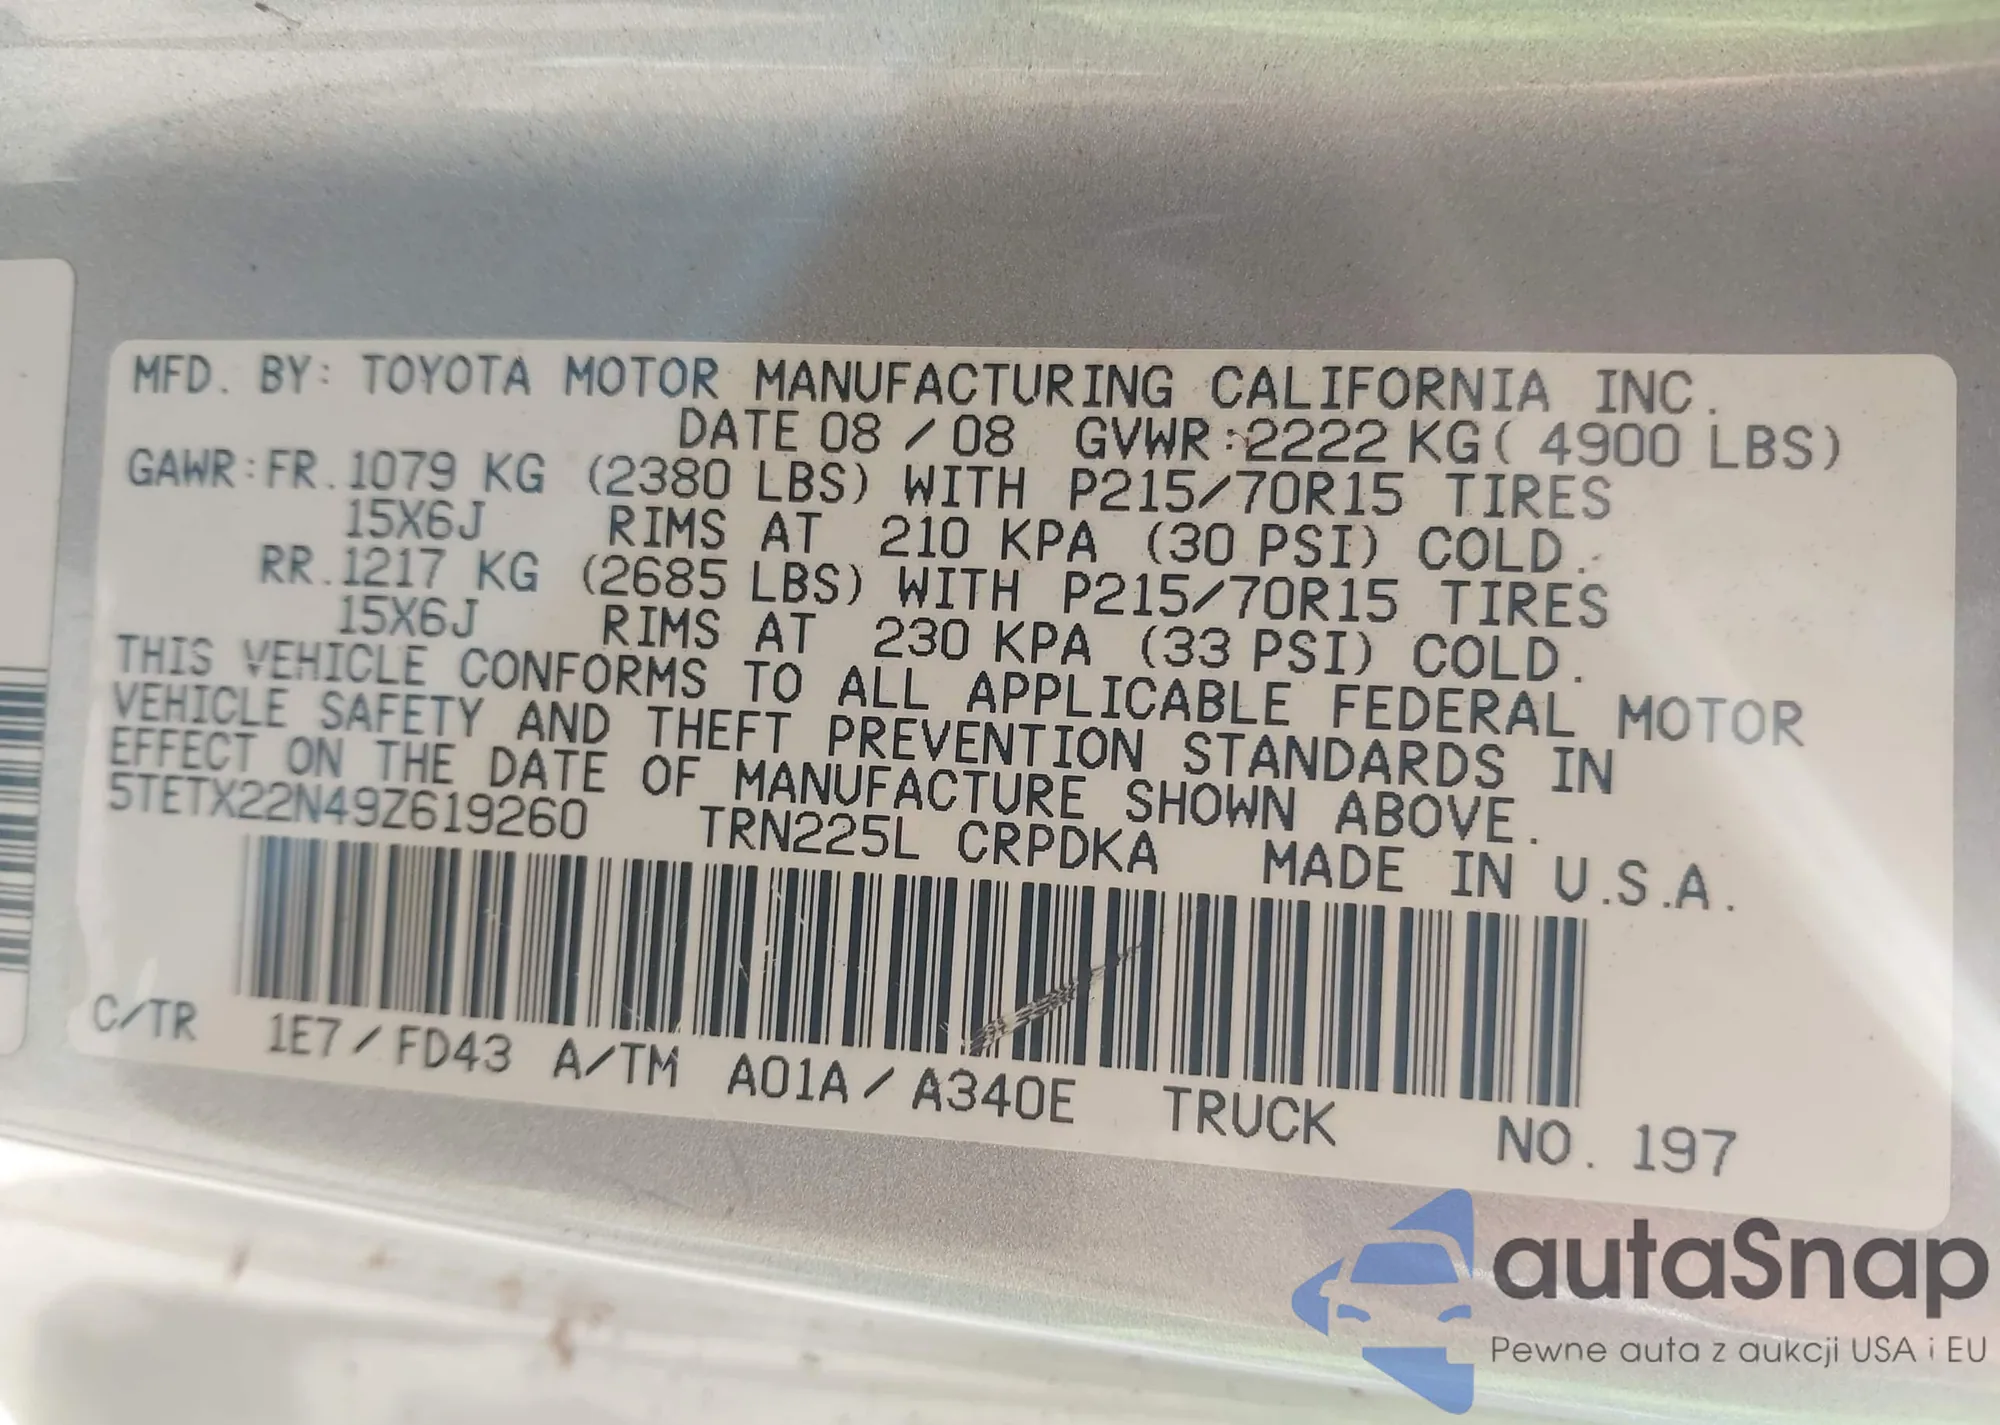 MFD. BY: TOYOTA MOTOR MANUFACTURING CALIFORNIA INC.
DATE 08 / 08 GVWR: 2222 KG ( 4900 LBS)
GAWR: FR. 1079 KG (2380 LBS) WITH P215/70R15 TIRES
15X6J RIMS AT 210 KPA (30 PSI) COLD.
RR. 1217 KG (2685 LBS) WITH P215/70R15 TIRES
15X6J RIMS AT 230 KPA (33 PSI) COLD.
THIS VEHICLE CONFORMS TO ALL APPLICABLE FEDERAL MOTOR
VEHICLE SAFETY AND THEFT PREVENTION STANDARDS IN
EFFECT ON THE DATE OF MANUFACTURE SHOWN ABOVE.
5TETX22N49Z619260 TRN225L CRPDKA MADE IN U.S.A.
C/TR 1E7 / FD43 A/TM A01A / A340E TRUCK NO. 197
autaSnap
Pewne auta z aukcji USA i EU